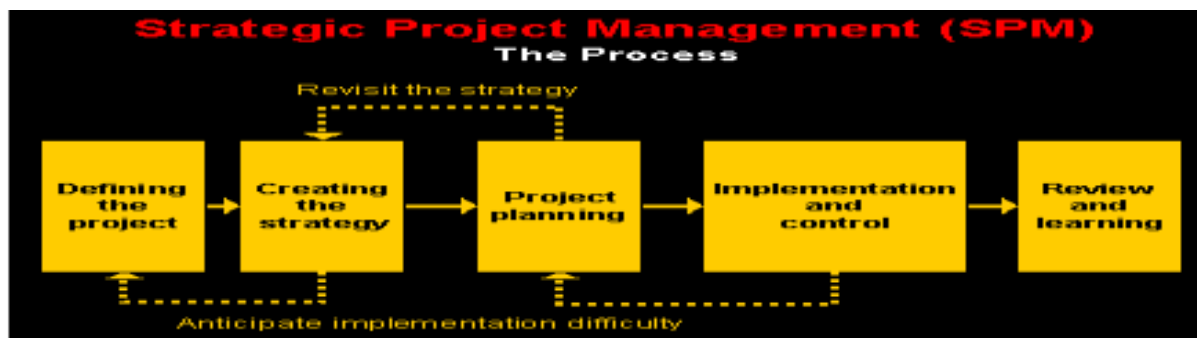 Strategic Project Management (SPM)
The Process
Revisit the strategy
Defining
the
project
Creating
the
strategy
Project
planning
Implementation
and
control
Review
and
learning
Anticipate implementation difficulty